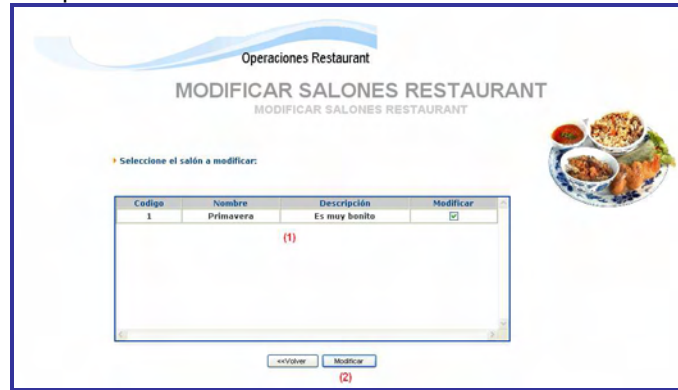 Operaciones Restaurant
MODIFICAR SALONES RESTAURANT
MODIFICAR SALONES RESTAURANT
Seleccione el salón a modificar:
Codigo Nombre Descripción Modificar
1 Primavera Es muy bonito
(1)
<<Volver Modificar
(2)